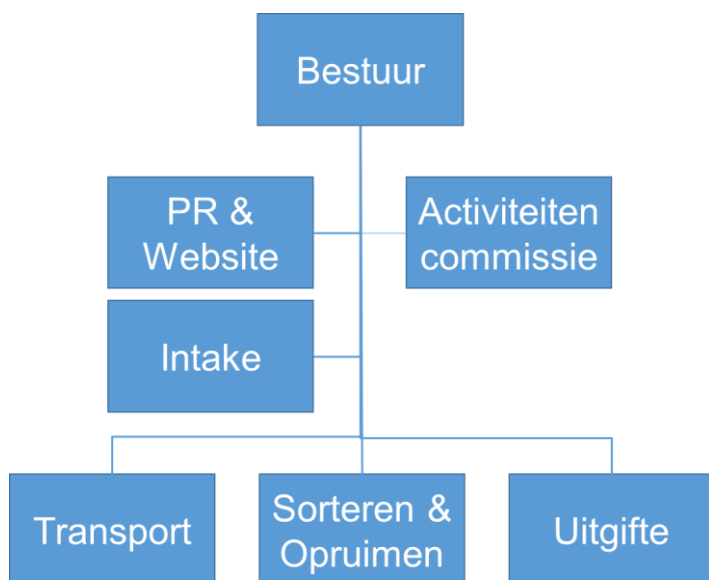 Bestuur
PR &
Website
Activiteiten
commissie
Intake
Transport
Sorteren &
Opruimen
Uitgifte